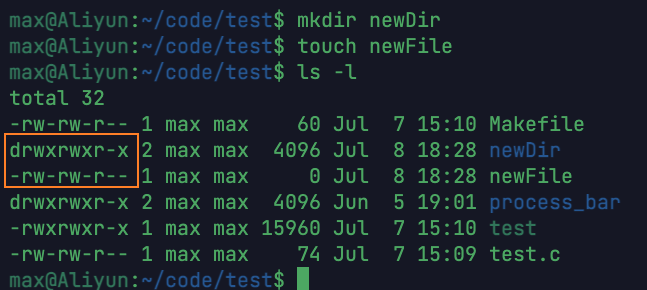 max@Aliyun:~/code/test$ mkdir newDir
max@Aliyun:~/code/test$ touch newFile
max@Aliyun:~/code/test$ ls -l
total 32
-rw-rw-r-- 1 max max    60 Jul  7 15:10 Makefile
drwxrwxr-x 2 max max  4096 Jul  8 18:28 newDir
-rw-rw-r-- 1 max max     0 Jul  8 18:28 newFile
drwxrwxr-x 2 max max  4096 Jun  5 19:01 process_bar
-rwxrwxr-x 1 max max 15960 Jul  7 15:10 test
-rw-rw-r-- 1 max max    74 Jul  7 15:09 test.c
max@Aliyun:~/code/test$